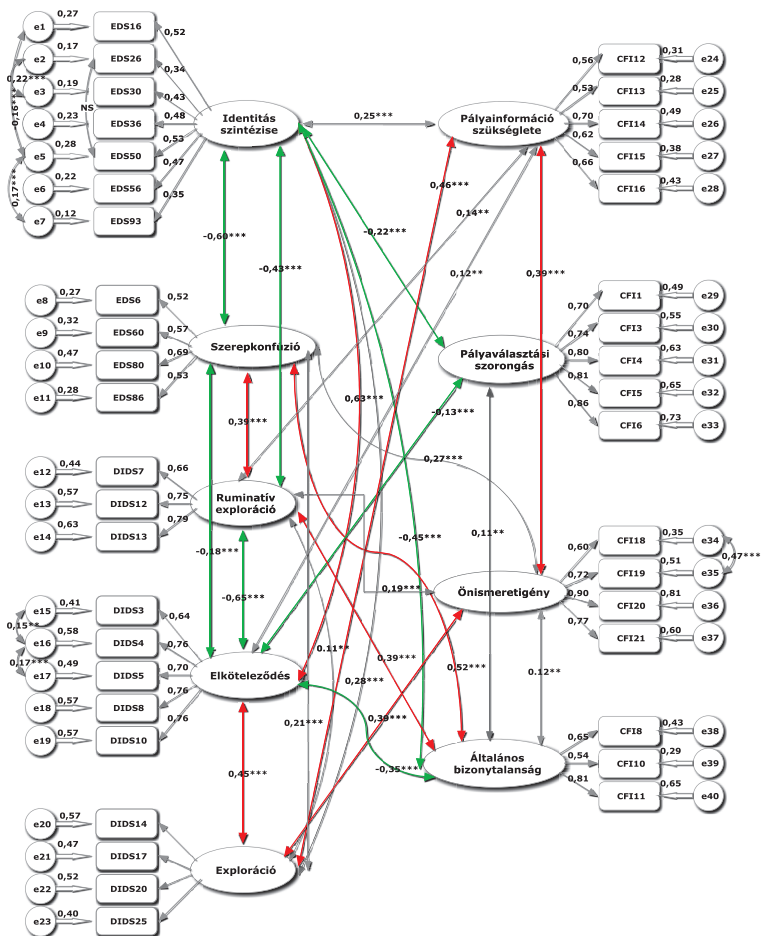 e1
0,27
EDS16
0,52
e2
0,17
EDS26
0,34
0,22***
e3
0,19
EDS30
0,43
NS
-0,16***
e4
0,23
EDS36
0,48
e5
0,28
EDS50
0,53
0,17***
e6
0,22
EDS56
0,47
e7
0,12
EDS93
0,35
Identitás
szintézise
0,25***
Pályainformáció
szükséglete
0,56
CFI12
0,31
e24
0,53
CFI13
0,28
e25
0,70
CFI14
0,49
e26
0,62
CFI15
0,38
e27
0,66
CFI16
0,43
e28
0,46***
0,14**
-0,60***
-0,22***
-0,43***
0,12**
0,39***
e8
0,27
EDS6
0,52
e9
0,32
EDS60
0,57
e10
0,47
EDS80
0,69
e11
0,28
EDS86
0,53
Szerepkonfuzió
Pályaválasztási
szorongás
0,70
CFI1
0,49
e29
0,74
CFI3
0,55
e30
0,80
CFI4
0,63
e31
0,81
CFI5
0,65
e32
0,86
CFI6
0,73
e33
0,63***
-0,13***
0,39***
0,27***
e12
0,44
DIDS7
0,66
e13
0,57
DIDS12
0,75
e14
0,63
DIDS13
0,79
Ruminatív
exploráció
-0,18***
-0,45***
0,11**
-0,65***
0,19***
Önismeretigény
0,60
CFI18
0,35
e34
0,47***
0,72
CFI19
0,51
e35
0,90
CFI20
0,81
e36
0,77
CFI21
0,60
e37
e15
0,41
DIDS3
0,64
0,15**
e16
0,58
DIDS4
0,76
0,17***
e17
0,49
DIDS5
0,70
e18
0,57
DIDS8
0,76
e19
0,57
DIDS10
0,76
Elköteleződés
0,11**
0,39***
0,52***
0,12**
0,28***
0,21***
0,39***
-0,35***
0,45***
Általános
bizonytalanság
0,65
CFI8
0,43
e38
0,54
CFI10
0,29
e39
0,81
CFI11
0,65
e40
e20
0,57
DIDS14
e21
0,47
DIDS17
e22
0,52
DIDS20
e23
0,40
DIDS25
Exploráció